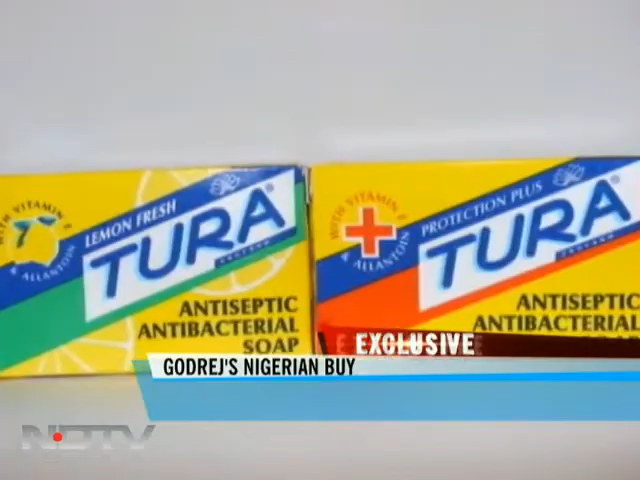 WITH VITAMIN E
& ALLANTOIN
LEMON FRESH
TURA®
ANTISEPTIC
ANTIBACTERIAL
SOAP
WITH VITAMIN E
& ALLANTOIN
PROTECTION PLUS
TURA®
ANTISEPTIC
ANTIBACTERIAL
EXCLUSIVE
GODREJ'S NIGERIAN BUY
NDTV